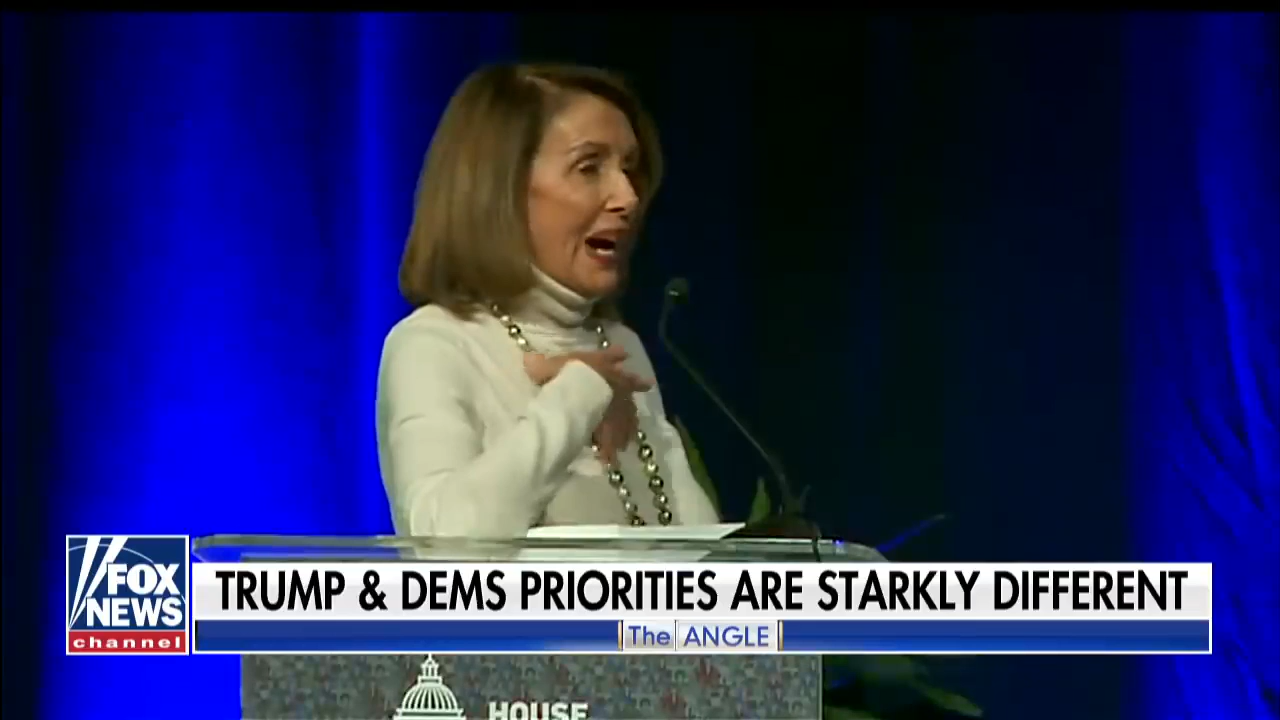 FOX
NEWS
channel
TRUMP & DEMS PRIORITIES ARE STARKLY DIFFERENT
The ANGLE
HOUSE